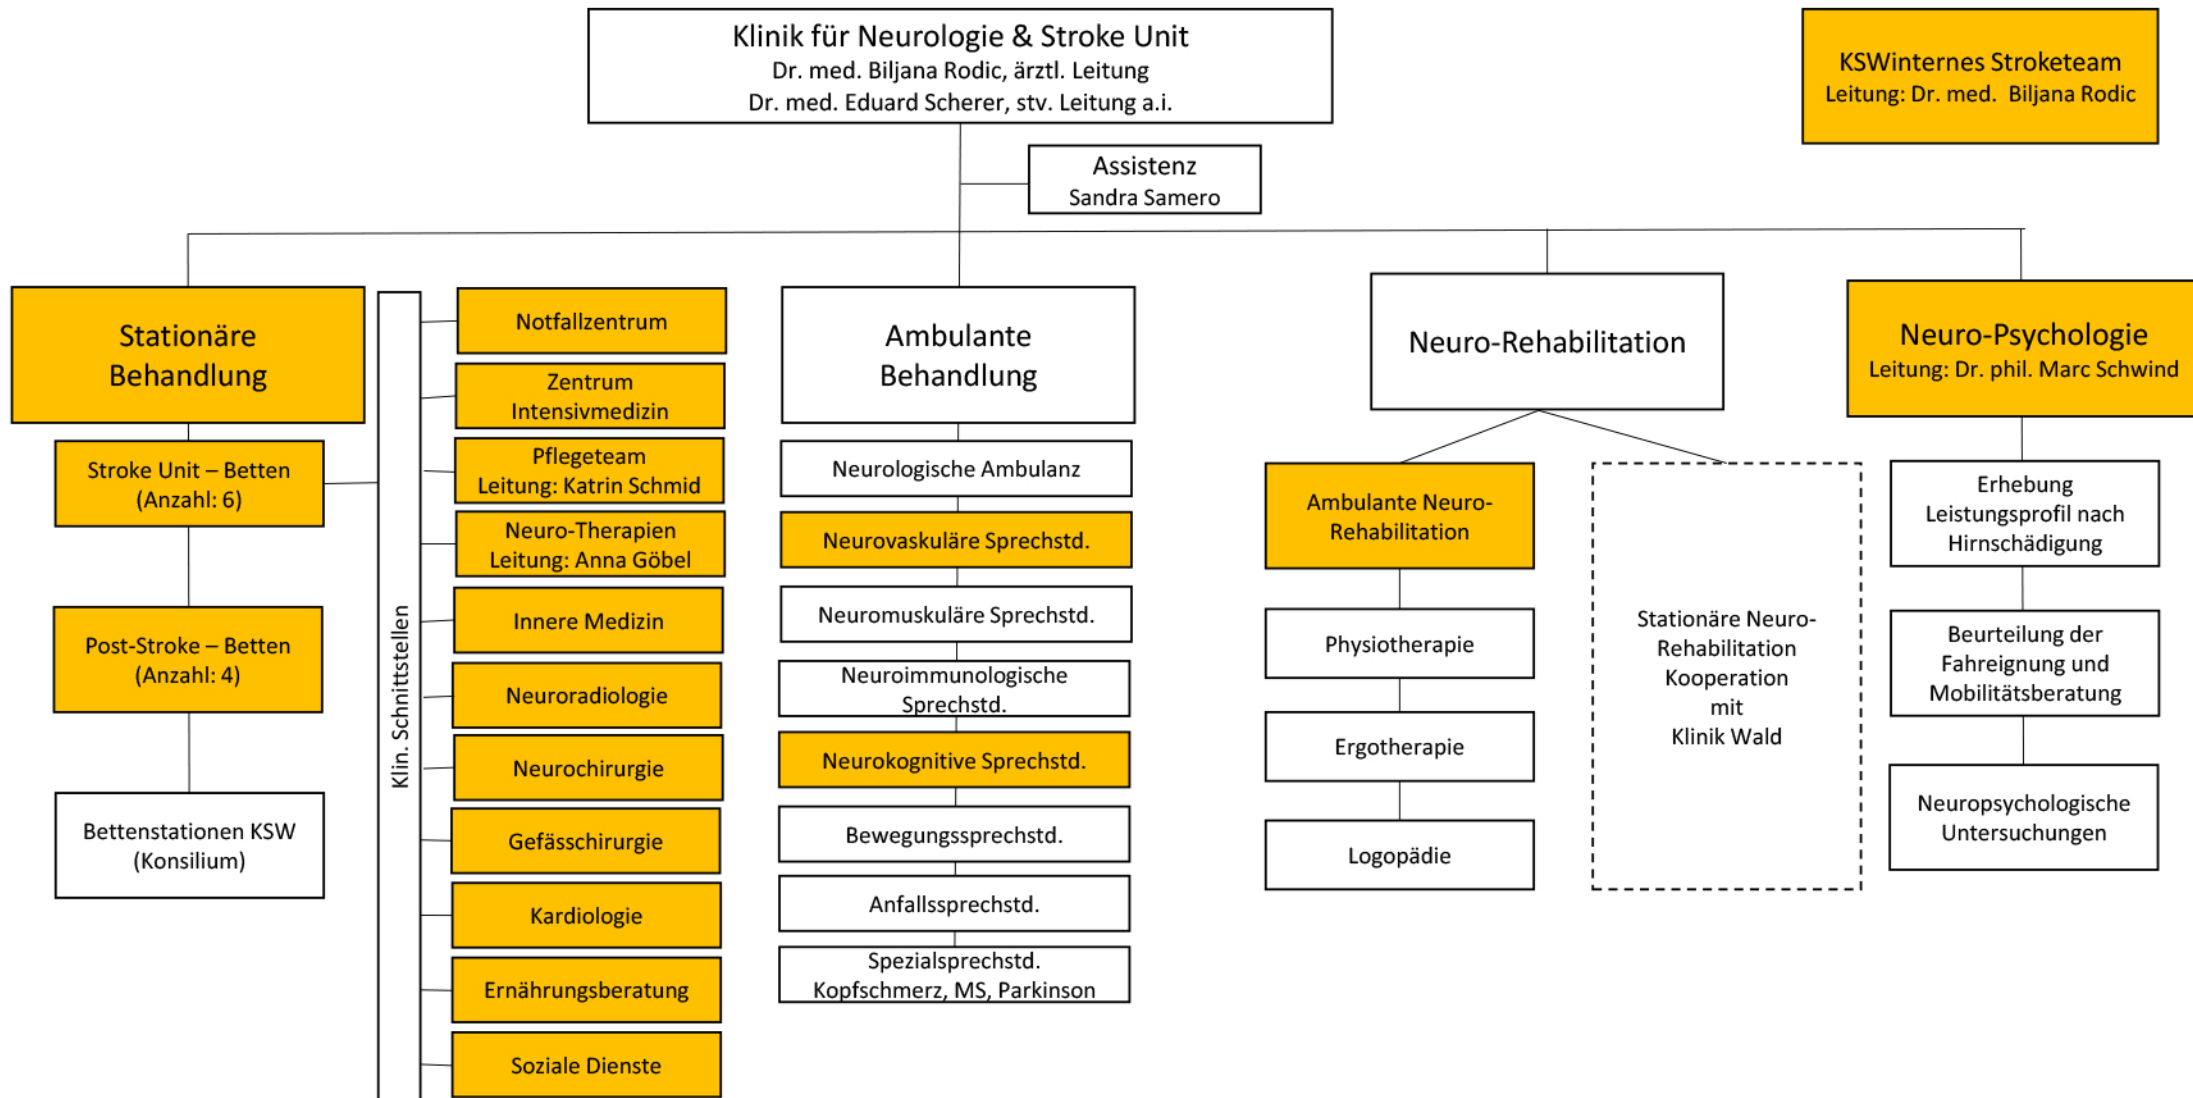 Klinik für Neurologie & Stroke Unit
Dr. med. Biljana Rodic, ärztl. Leitung
Dr. med. Eduard Scherer, stv. Leitung a.i.
KSWinternes Stroketeam
Leitung: Dr. med. Biljana Rodic
Assistenz
Sandra Samero
Stationäre
Behandlung
Stroke Unit – Betten
(Anzahl: 6)
Post-Stroke – Betten
(Anzahl: 4)
Bettenstationen KSW
(Konsilium)
Klin. Schnittstellen
Notfallzentrum
Zentrum
Intensivmedizin
Pflegeteam
Leitung: Katrin Schmid
Neuro-Therapien
Leitung: Anna Göbel
Innere Medizin
Neuroradiologie
Neurochirurgie
Gefässchirurgie
Kardiologie
Ernährungsberatung
Soziale Dienste
Ambulante
Behandlung
Neurologische Ambulanz
Neurovaskuläre Sprechstd.
Neuromuskuläre Sprechstd.
Neuroimmunologische
Sprechstd.
Neurokognitive Sprechstd.
Bewegungssprechstd.
Anfallssprechstd.
Spezialsprechstd.
Kopfschmerz, MS, Parkinson
Neuro-Rehabilitation
Ambulante Neuro-
Rehabilitation
Physiotherapie
Ergotherapie
Logopädie
Stationäre Neuro-
Rehabilitation
Kooperation
mit
Klinik Wald
Neuro-Psychologie
Leitung: Dr. phil. Marc Schwind
Erhebung
Leistungsprofil nach
Hirnschädigung
Beurteilung der
Fahreignung und
Mobilitätsberatung
Neuropsychologische
Untersuchungen